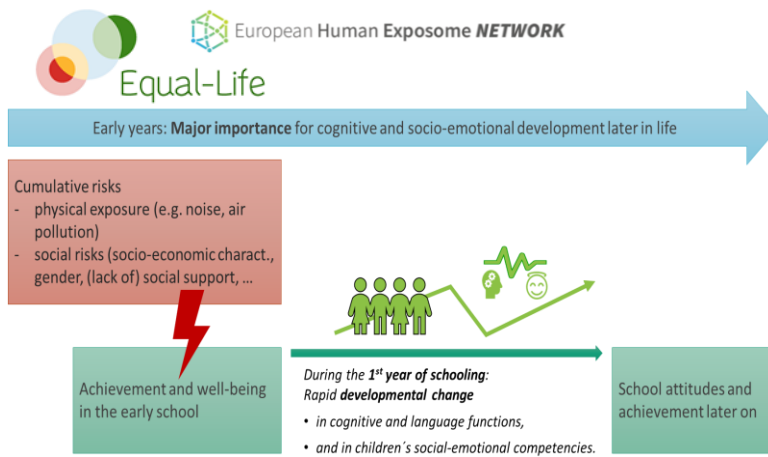 European Human Exposome NETWORK
Equal-Life
Early years: Major importance for cognitive and socio-emotional development later in life
Cumulative risks
- physical exposure (e.g. noise, air
pollution)
- social risks (socio-economic charact.,
gender, (lack of) social support, ...
Achievement and well-being
in the early school
During the 1st year of schooling:
Rapid developmental change
• in cognitive and language functions,
• and in children´s social-emotional competencies.
School attitudes and
achievement later on